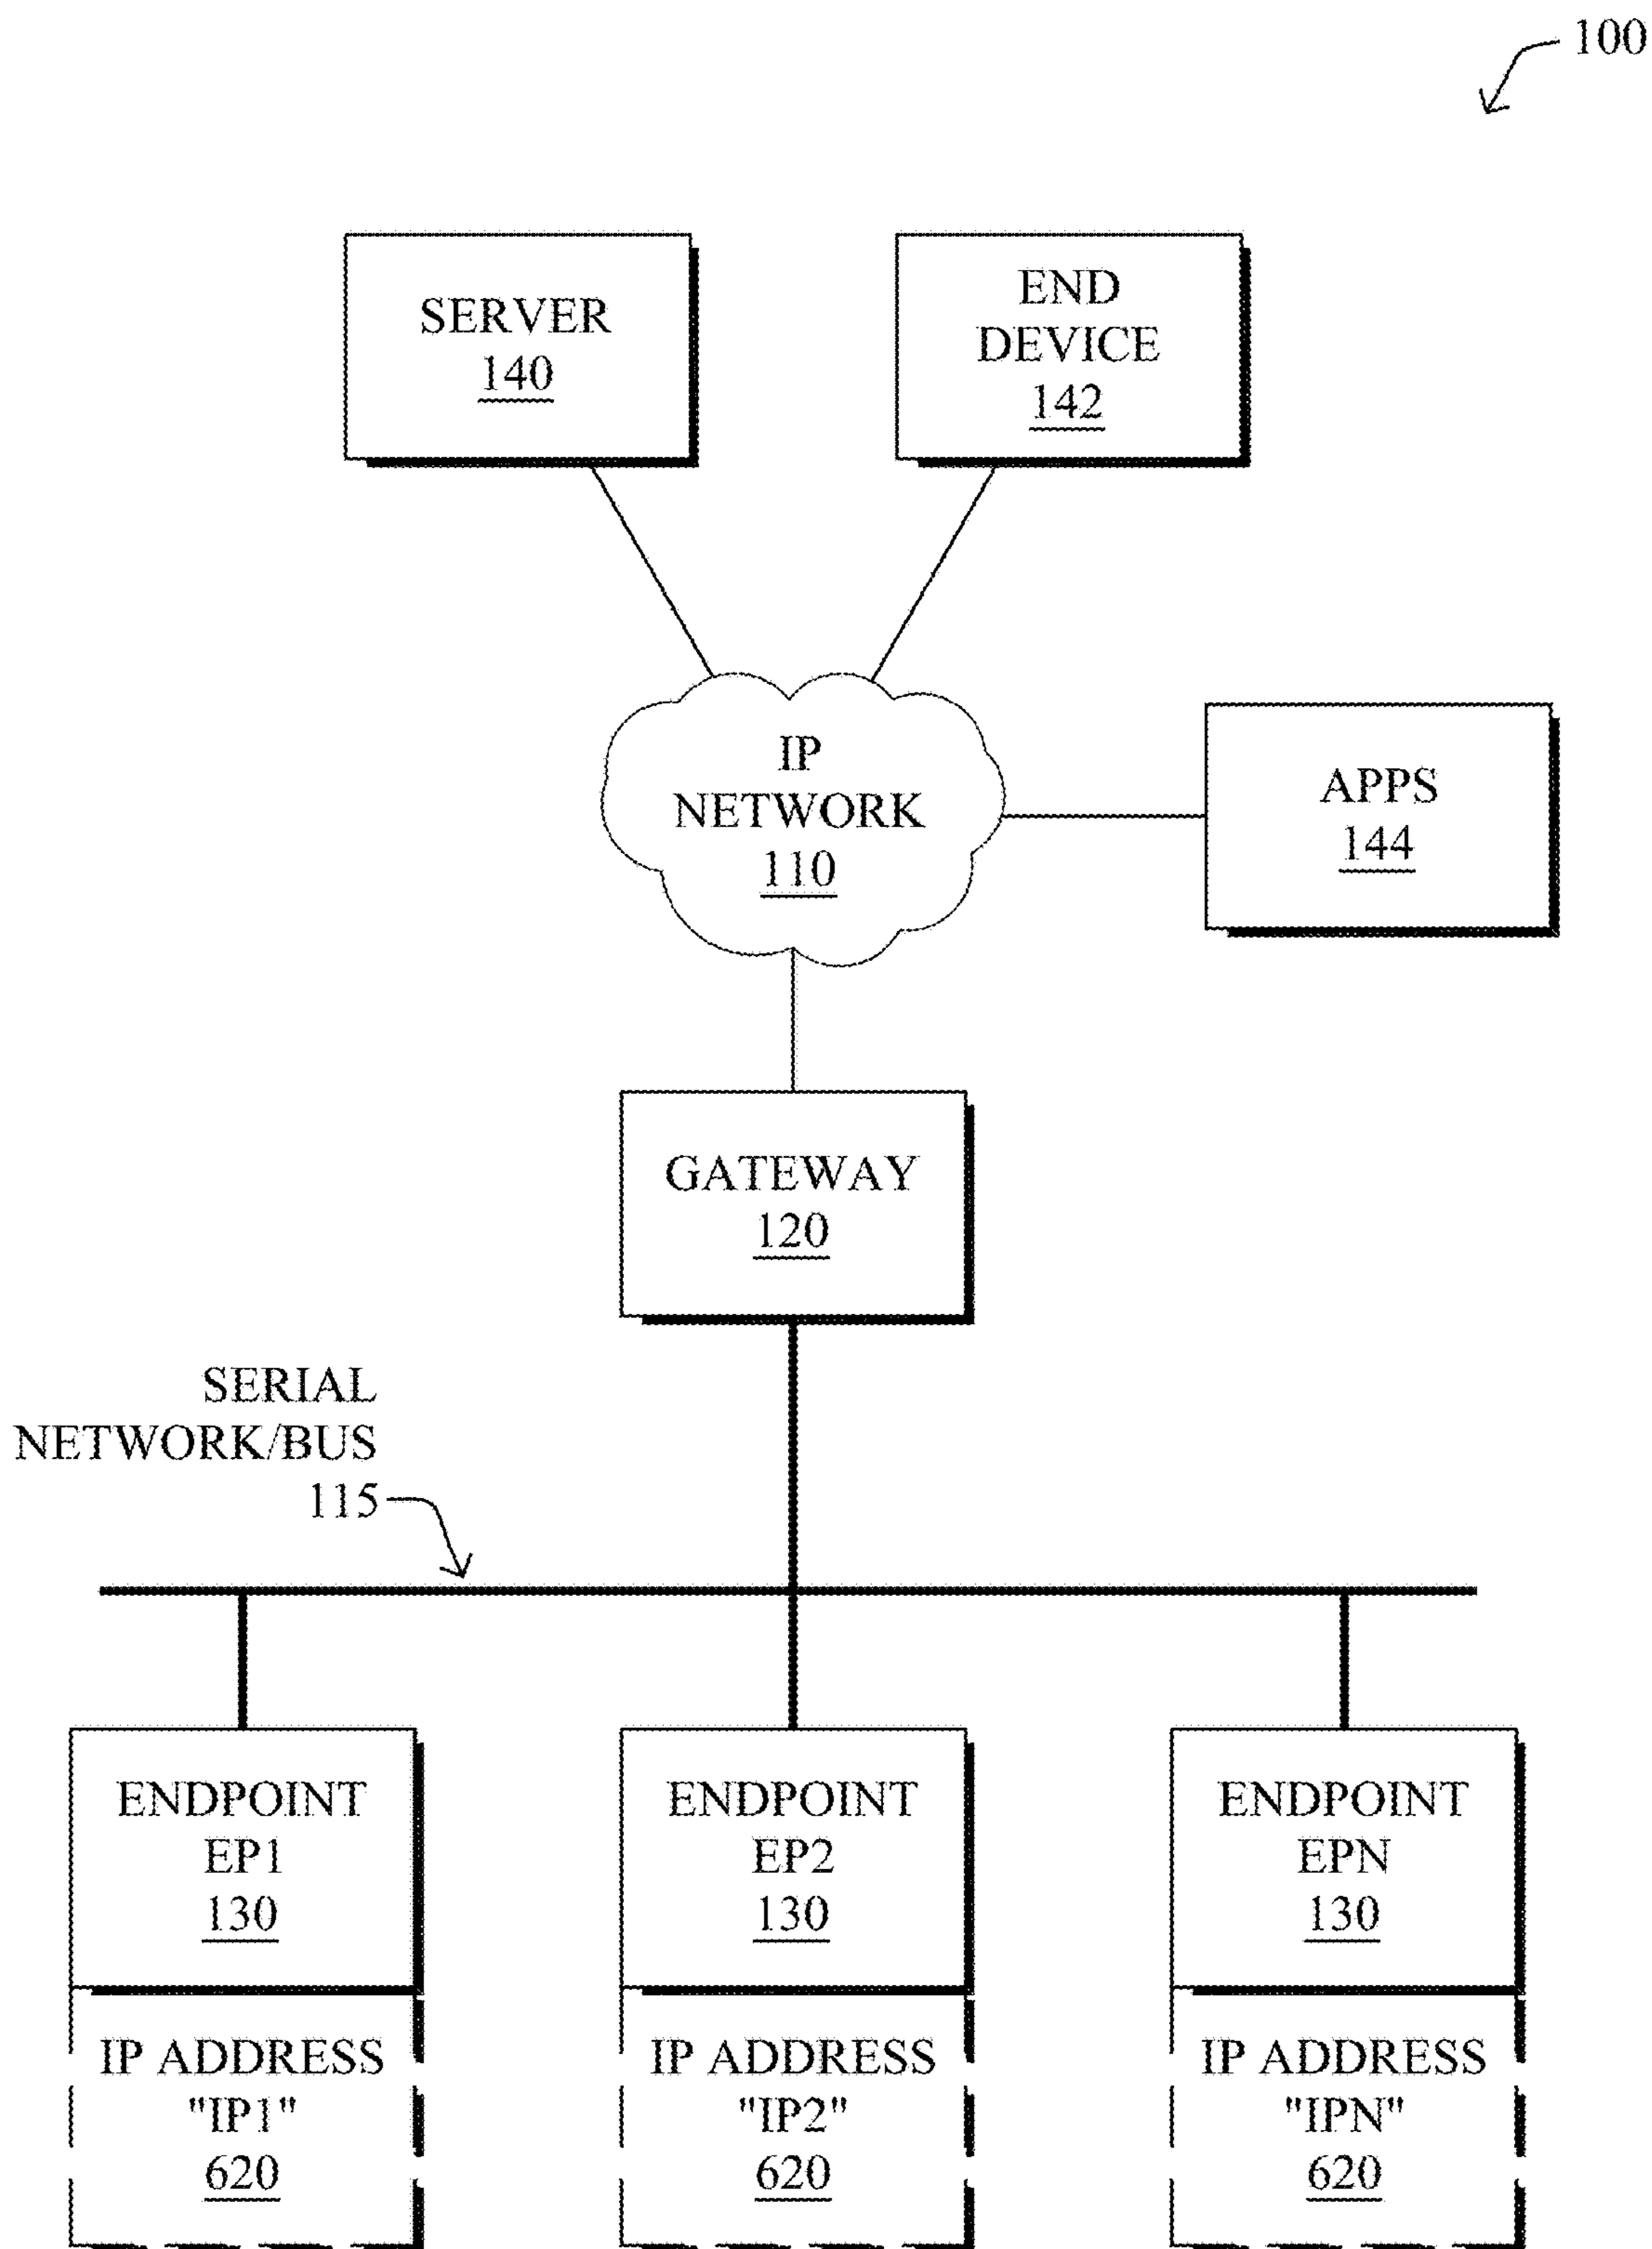 100
SERVER
140
END
DEVICE
142
IP
NETWORK
110
APPS
144
GATEWAY
120
SERIAL
NETWORK/BUS
115
ENDPOINT
EP1
130
ENDPOINT
EP2
130
ENDPOINT
EPN
130
IP ADDRESS
"IP1"
620
IP ADDRESS
"IP2"
620
IP ADDRESS
"IPN"
620